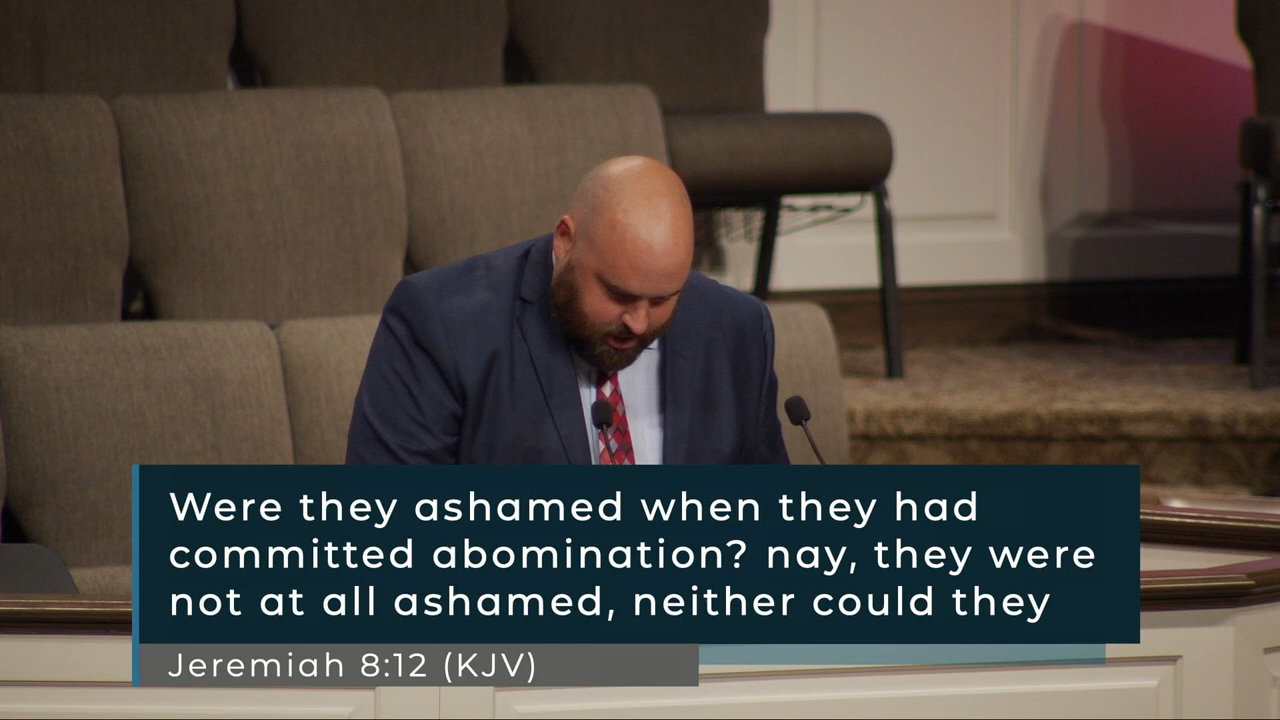 Were they ashamed when they had
committed abomination? nay, they were
not at all ashamed, neither could they
Jeremiah 8:12 (KJV)